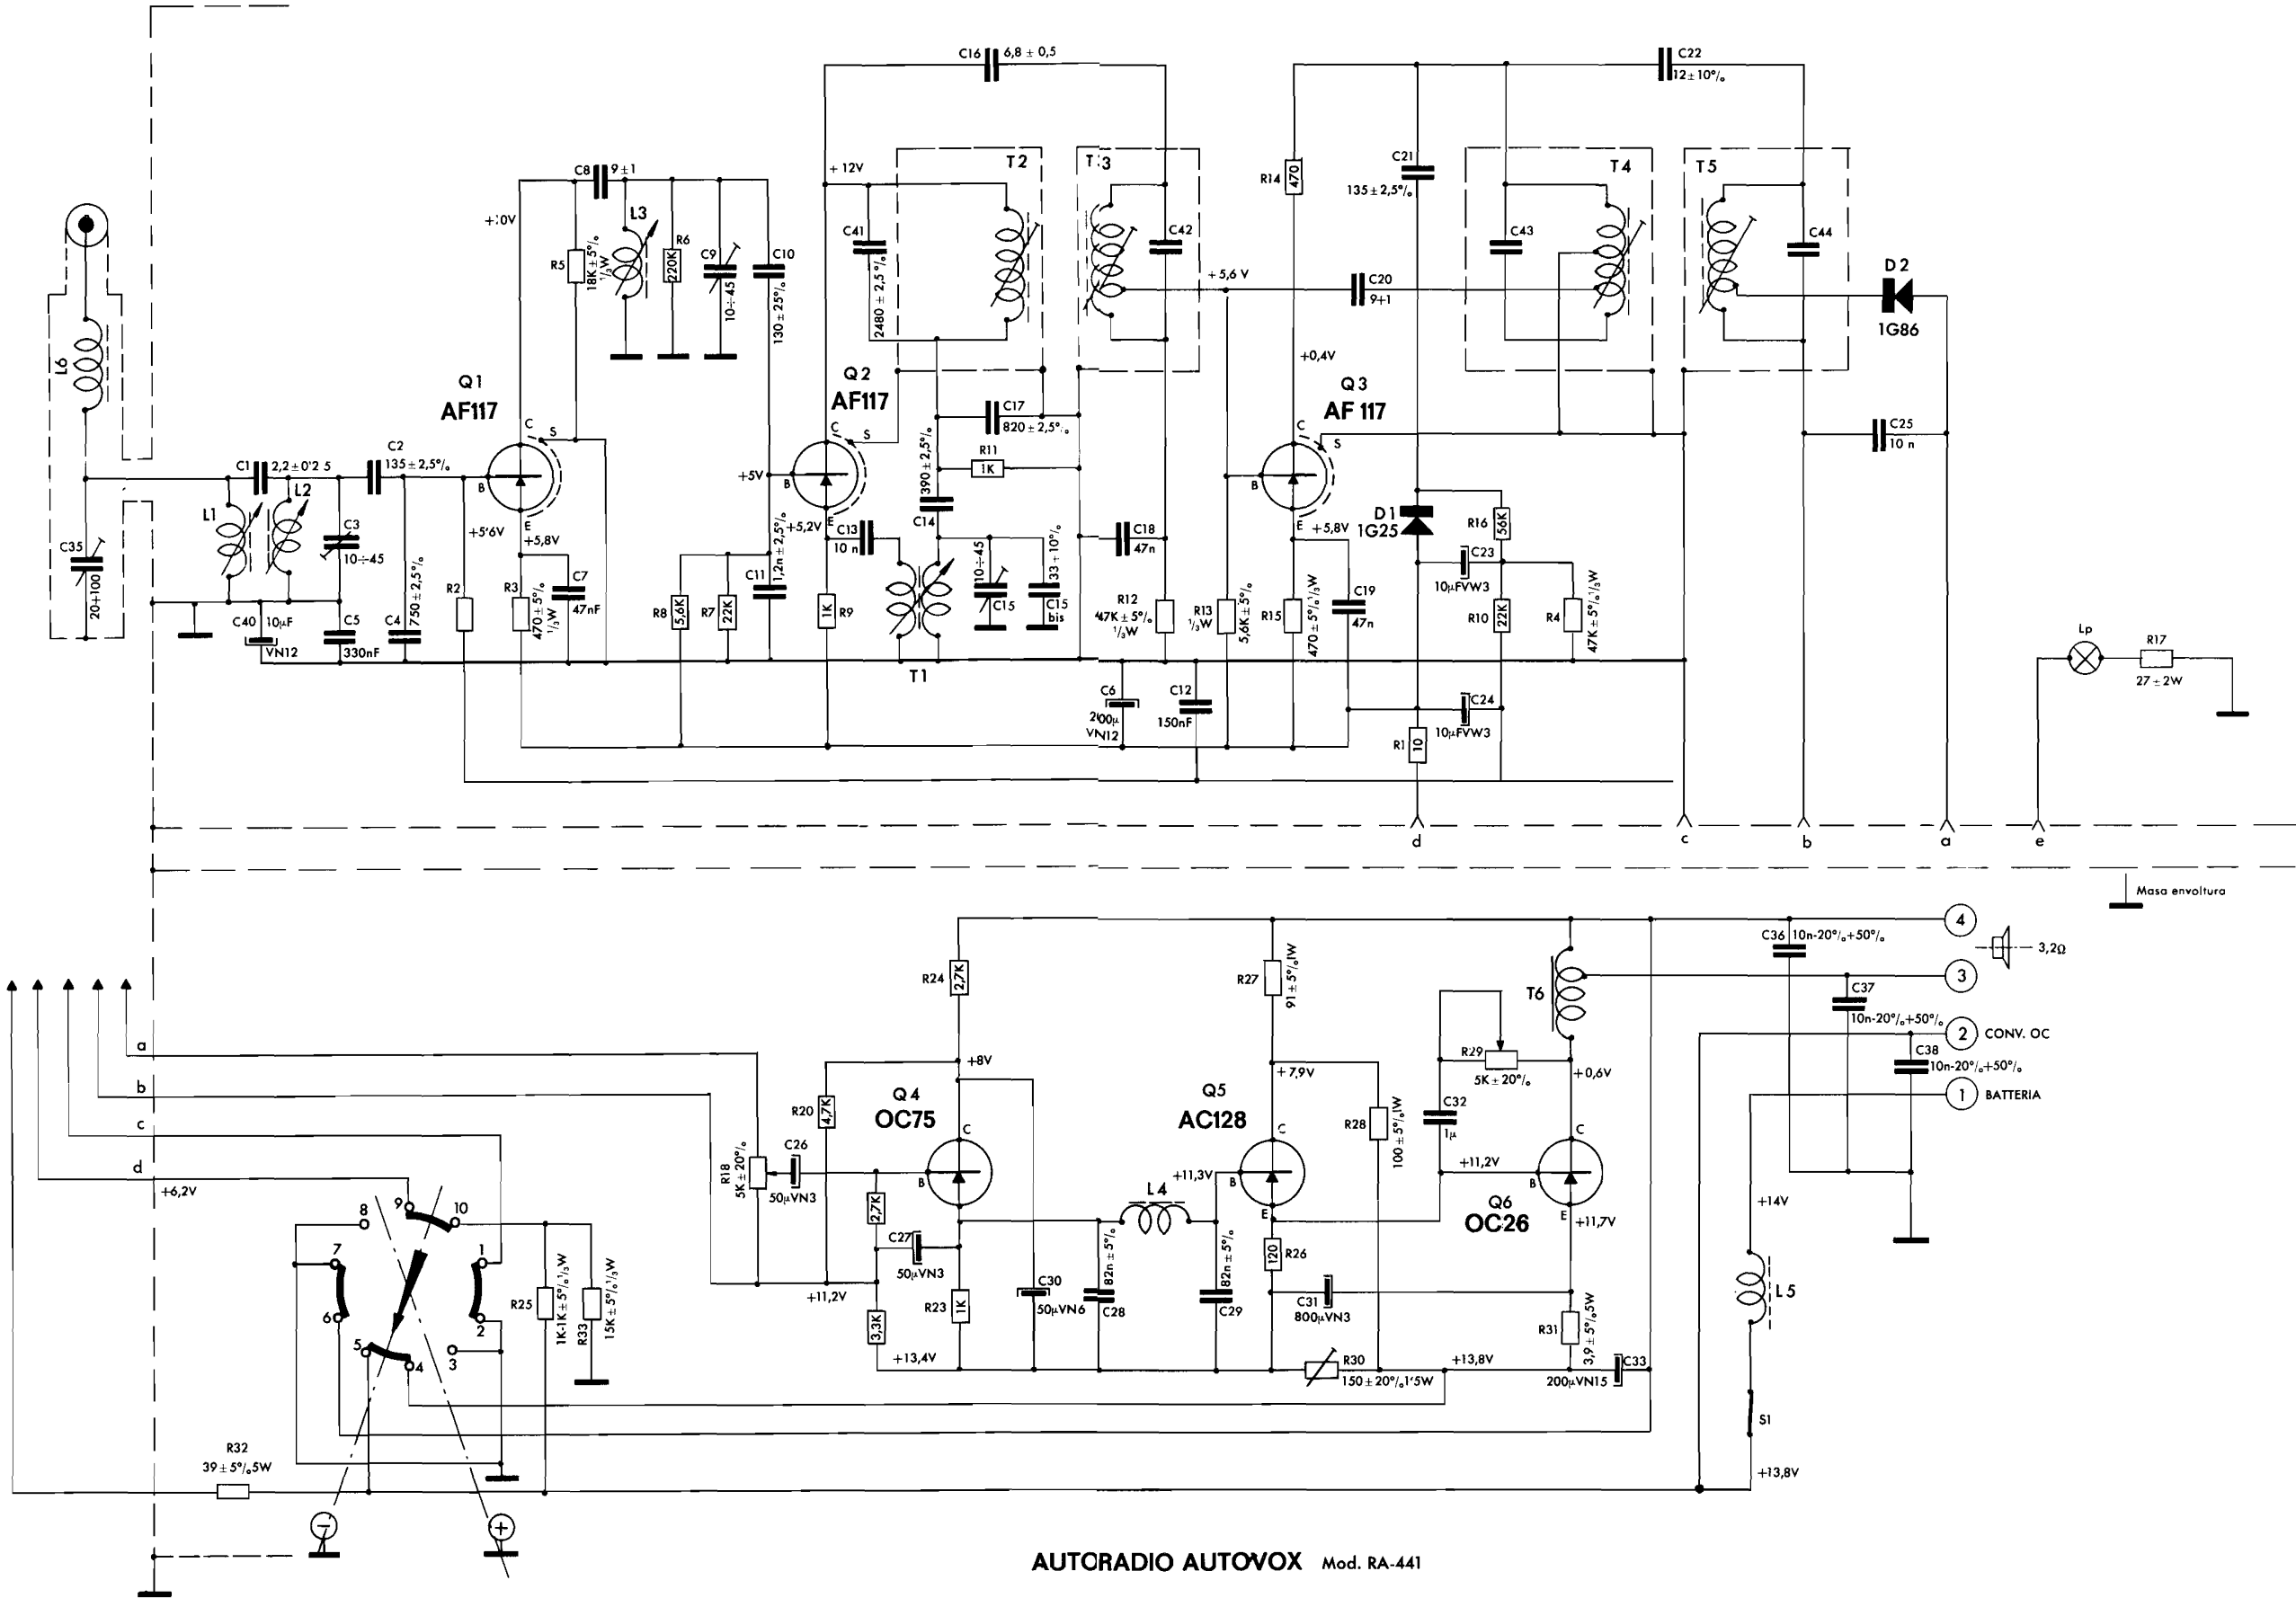 C16 6,8 ± 0,5
C22
12±10°/o
T2
T3
T4
T5
+ 12V
C8 9±1
L3
+10V
R5
18K±5°/o
1/3W
R6
220K
C9
10÷45
C10
130±25°/o
C41
2480±2,5°/o
C42
+ 5,6 V
R14
470
C21
135±2,5°/o
C20
9+1
C43
C44
D2
1G86
L6
Q1
AF117
C
S
B
E
+5'6V
+5,8V
Q2
AF117
C
S
B
E
+5V
+5,2V
Q3
AF 117
C
S
B
E
+0,4V
+5,8V
C17
820±2,5°/o
R11
1K
390±2,5°/o
C14
C25
10 n
C1 2,2±0'2 5
C2
135±2,5°/o
L1
L2
C3
10÷45
C35
20+100
C40 10µF
VN12
C5
330nF
C4
750±2,5°/o
R2
R3
470±5°/o
1/3W
C7
47nF
R8
5,6K
R7
22K
C11
1,2n±2,5°/o
C13
10 n
1K
R9
T1
10÷45
C15
33+10°/o
C15
bis
C18
47n
R12
47K±5°/o
1/3W
R13
1/3W
5,6K±5°/o
R15
470±5°/o1/3W
C19
47n
D1
1G25
R16
56K
C23
10µFVW3
R10
22K
R4
47K±5°/o1/3W
C6
200µ
VN12
C12
150nF
C24
10µFVW3
R1
10
Lp
R17
27±2W
d
c
b
a
e
Masa envoltura
4
3
2
1
3,2Ω
CONV. OC
BATTERIA
C36 10n-20°/o+50°/o
C37
10n-20°/o+50°/o
C38
10n-20°/o+50°/o
a
b
c
d
+6,2V
R24
2,7K
+8V
R20
4,7K
Q4
OC75
C
B
R18
5K±20°/o
C26
50µVN3
2,7K
C27
50µVN3
+11,2V
3,3K
+13,4V
R23
1K
C30
50µVN6
82n±5°/o
C28
L4
82n±5°/o
C29
R27
91±5°/o1W
+7,9V
Q5
AC128
C
B
E
+11,3V
R28
100±5°/o1W
120
R26
C31
800µVN3
R30
150±20°/o1'5W
T6
R29
5K±20°/o
+0,6V
C32
1µ
+11,2V
Q6
OC26
C
B
E
+11,7V
R31
3,9±5°/o5W
+13,8V
C33
200µVN15
+14V
L5
S1
+13,8V
8
9
10
7
1
6
2
5
4
3
R25
1K-1K±5°/o1/3W
R33
15K±5°/o1/3W
R32
39±5°/o5W
−
+
AUTORADIO AUTOVOX Mod. RA-441